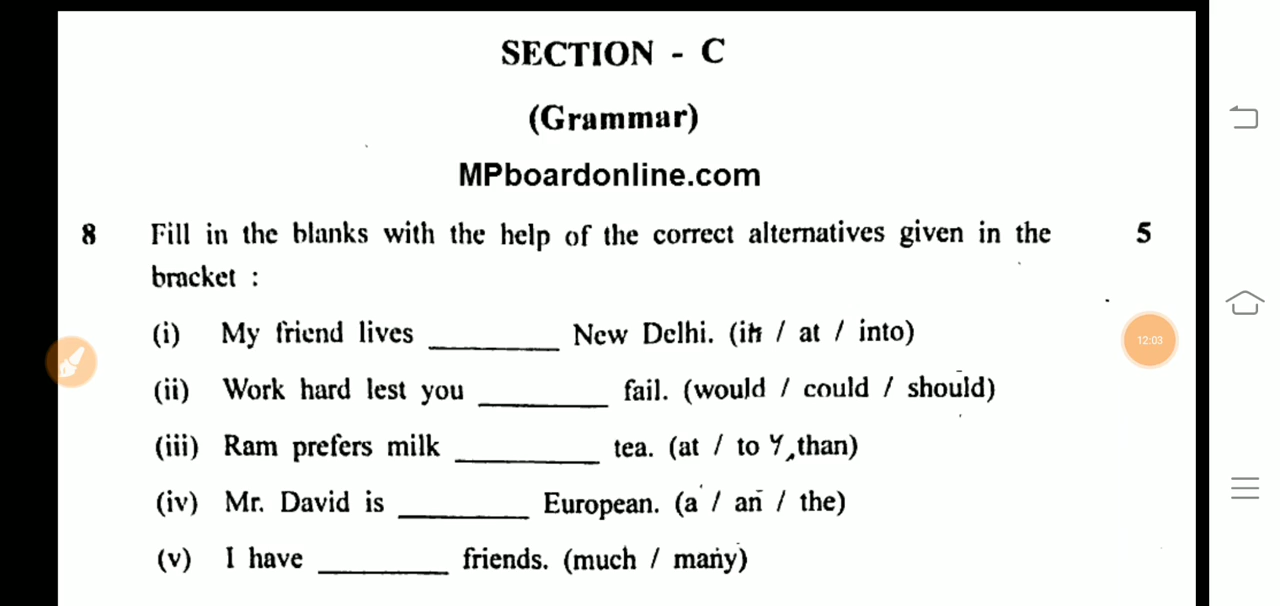 SECTION - C
(Grammar)
MPboardonline.com
8 Fill in the blanks with the help of the correct alternatives given in the 5
bracket :
(i) My friend lives ________ New Delhi. (in / at / into)
12:03
(ii) Work hard lest you ________ fail. (would / could / should)
(iii) Ram prefers milk ________ tea. (at / to / than)
(iv) Mr. David is ________ European. (a / an / the)
(v) I have ________ friends. (much / many)